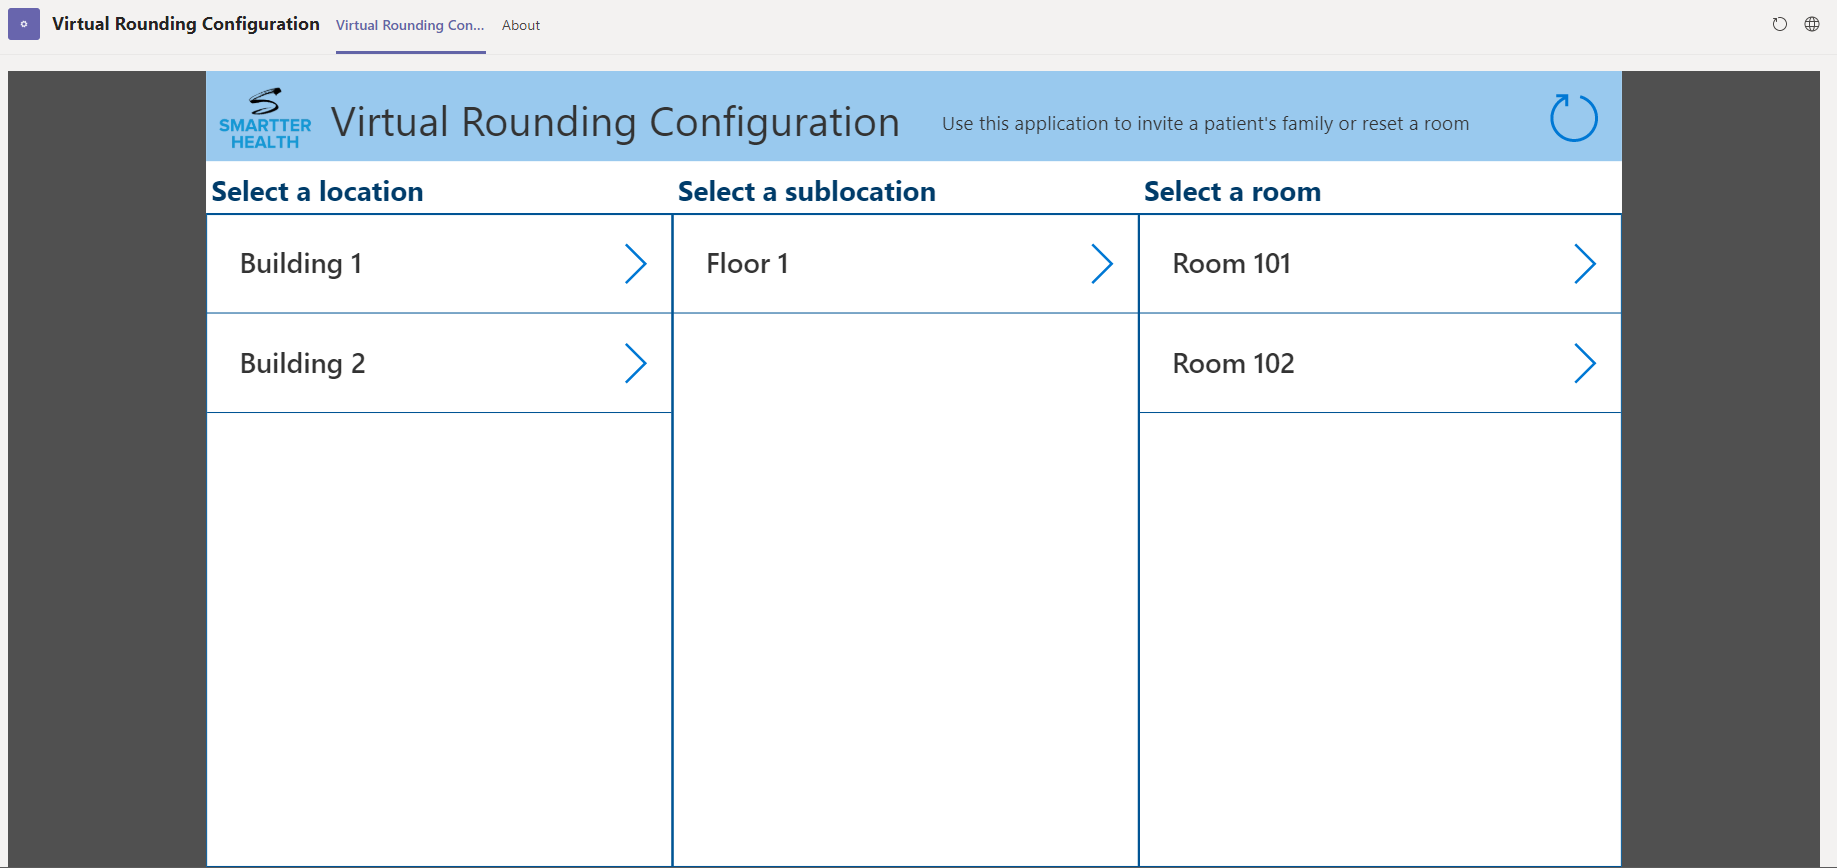 Virtual Rounding Configuration
Virtual Rounding Con...
About
SMARTTER
HEALTH
Virtual Rounding Configuration
Use this application to invite a patient's family or reset a room
Select a location
Select a sublocation
Select a room
Building 1
Floor 1
Room 101
Building 2
Room 102